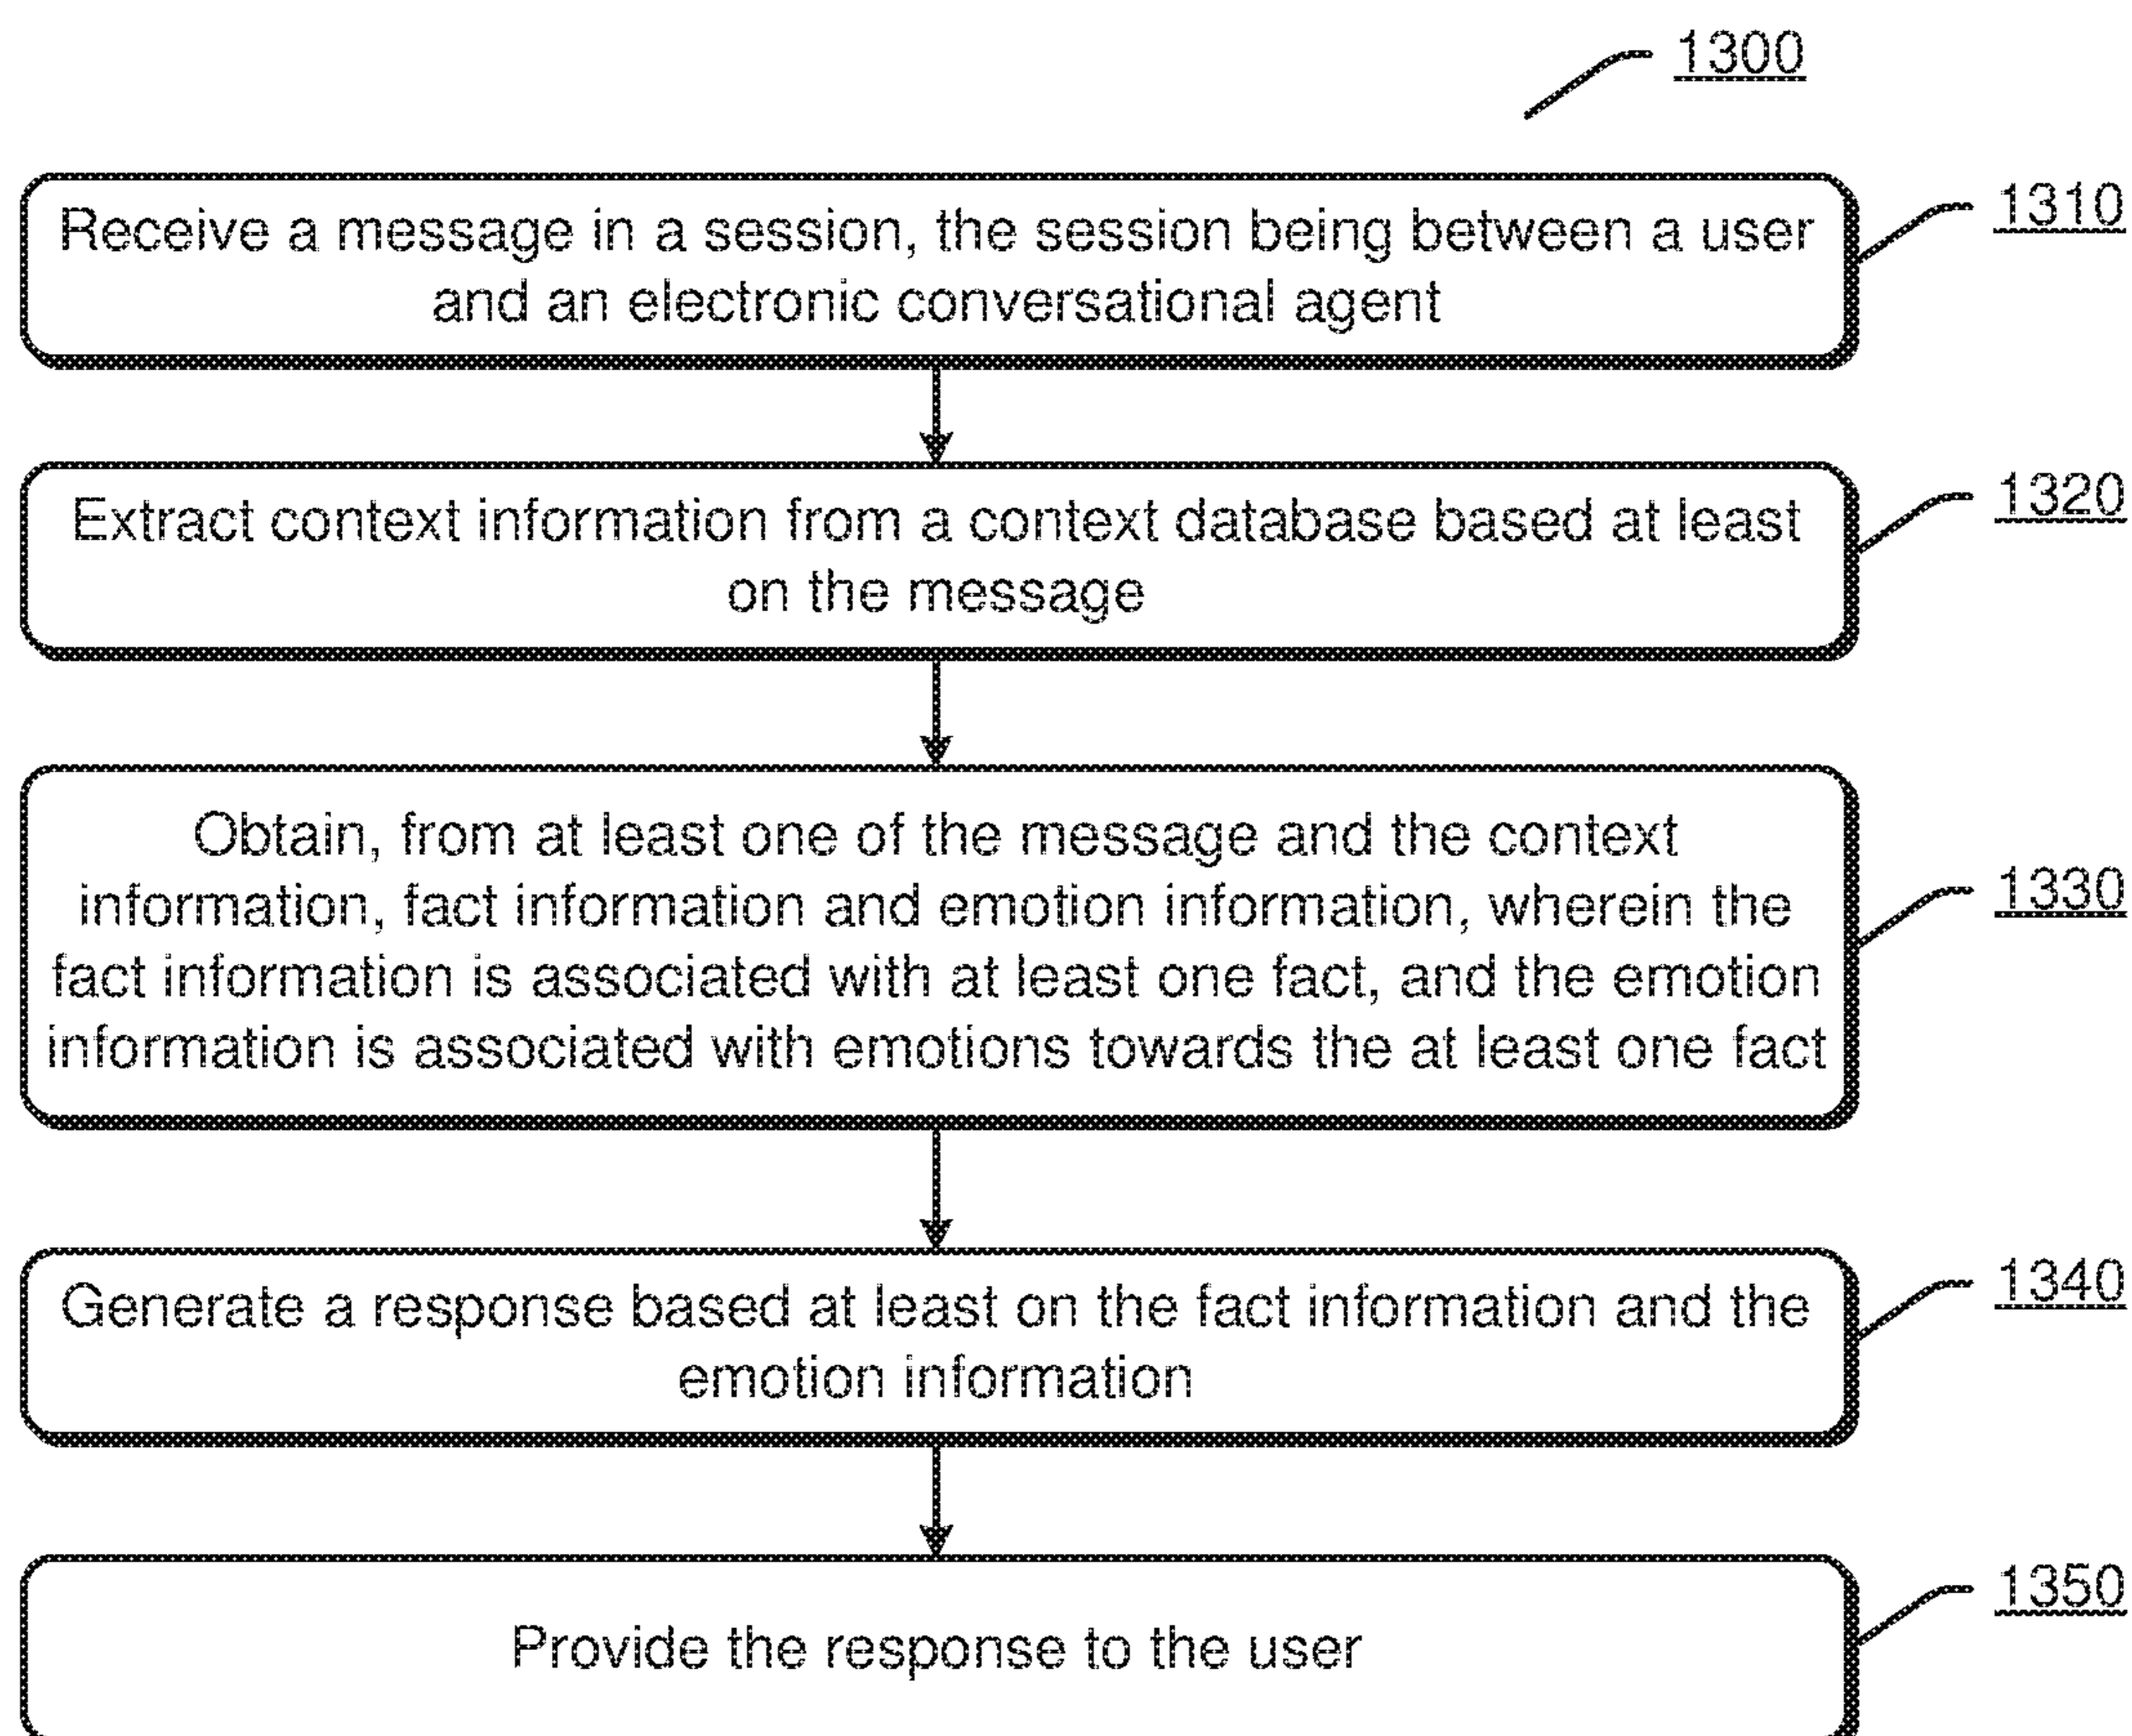 1300
Receive a message in a session, the session being between a user
and an electronic conversational agent
1310
Extract context information from a context database based at least
on the message
1320
Obtain, from at least one of the message and the context
information, fact information and emotion information, wherein the
fact information is associated with at least one fact, and the emotion
information is associated with emotions towards the at least one fact
1330
Generate a response based at least on the fact information and the
emotion information
1340
Provide the response to the user
1350